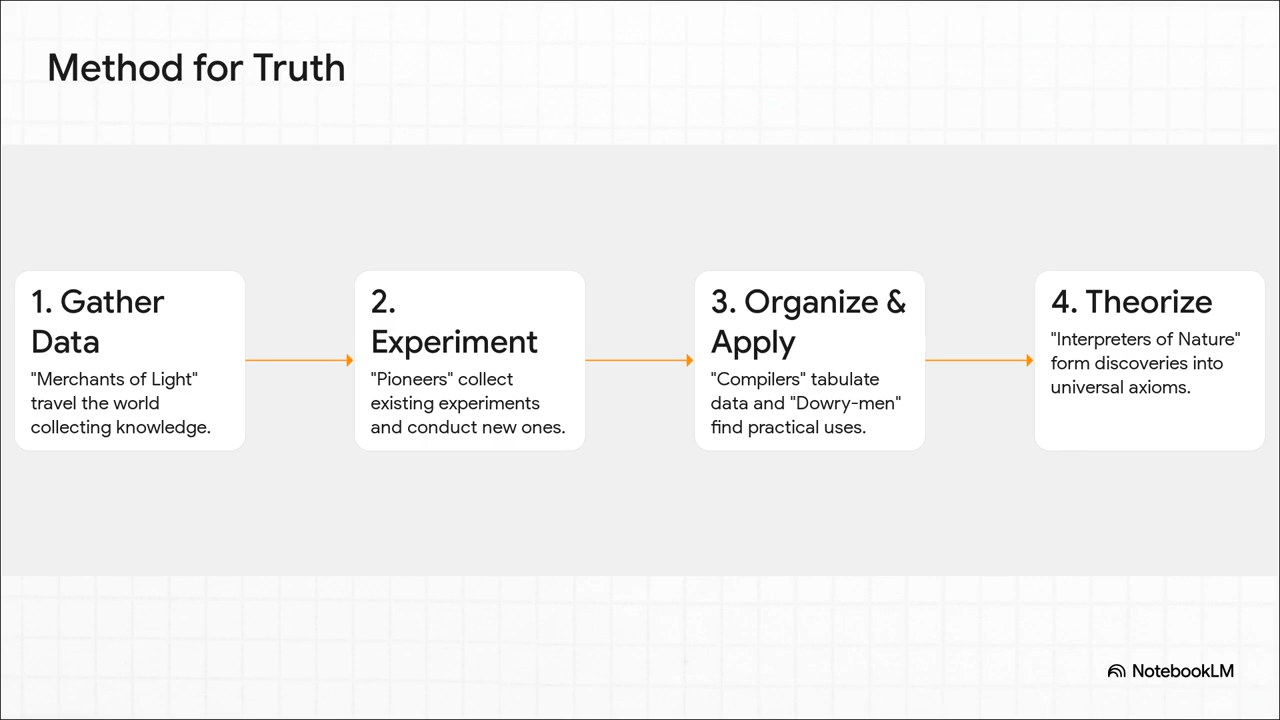 Method for Truth
1. Gather
Data
"Merchants of Light"
travel the world
collecting knowledge.
2.
Experiment
"Pioneers" collect
existing experiments
and conduct new ones.
3. Organize &
Apply
"Compilers" tabulate
data and "Dowry-men"
find practical uses.
4. Theorize
"Interpreters of Nature"
form discoveries into
universal axioms.
NotebookLM